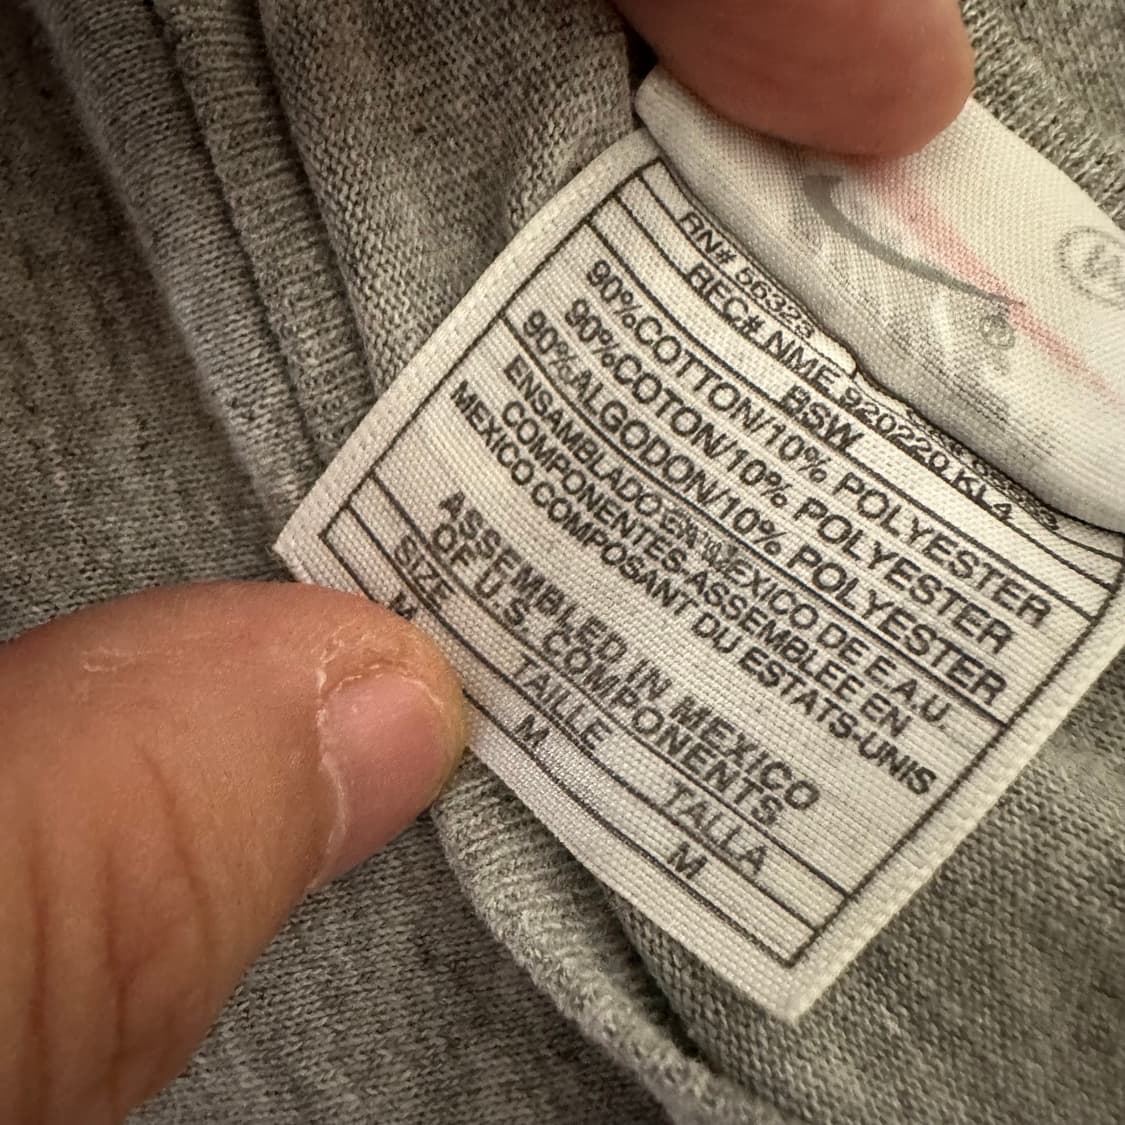 RN# 56323
REC# NME 920220 KL4
BSW
90%COTTON/10% POLYESTER
90%COTON/10% POLYESTER
90%ALGODON/10% POLYESTER
ENSAMBLADO EN MEXICO DE E.A.U.
COMPONENTES-ASSEMBLEE EN
MEXICO COMPOSANT DU ESTATS-UNIS
ASSEMBLED IN MEXICO
OF U.S. COMPONENTS
SIZE TAILLE TALLA
M M